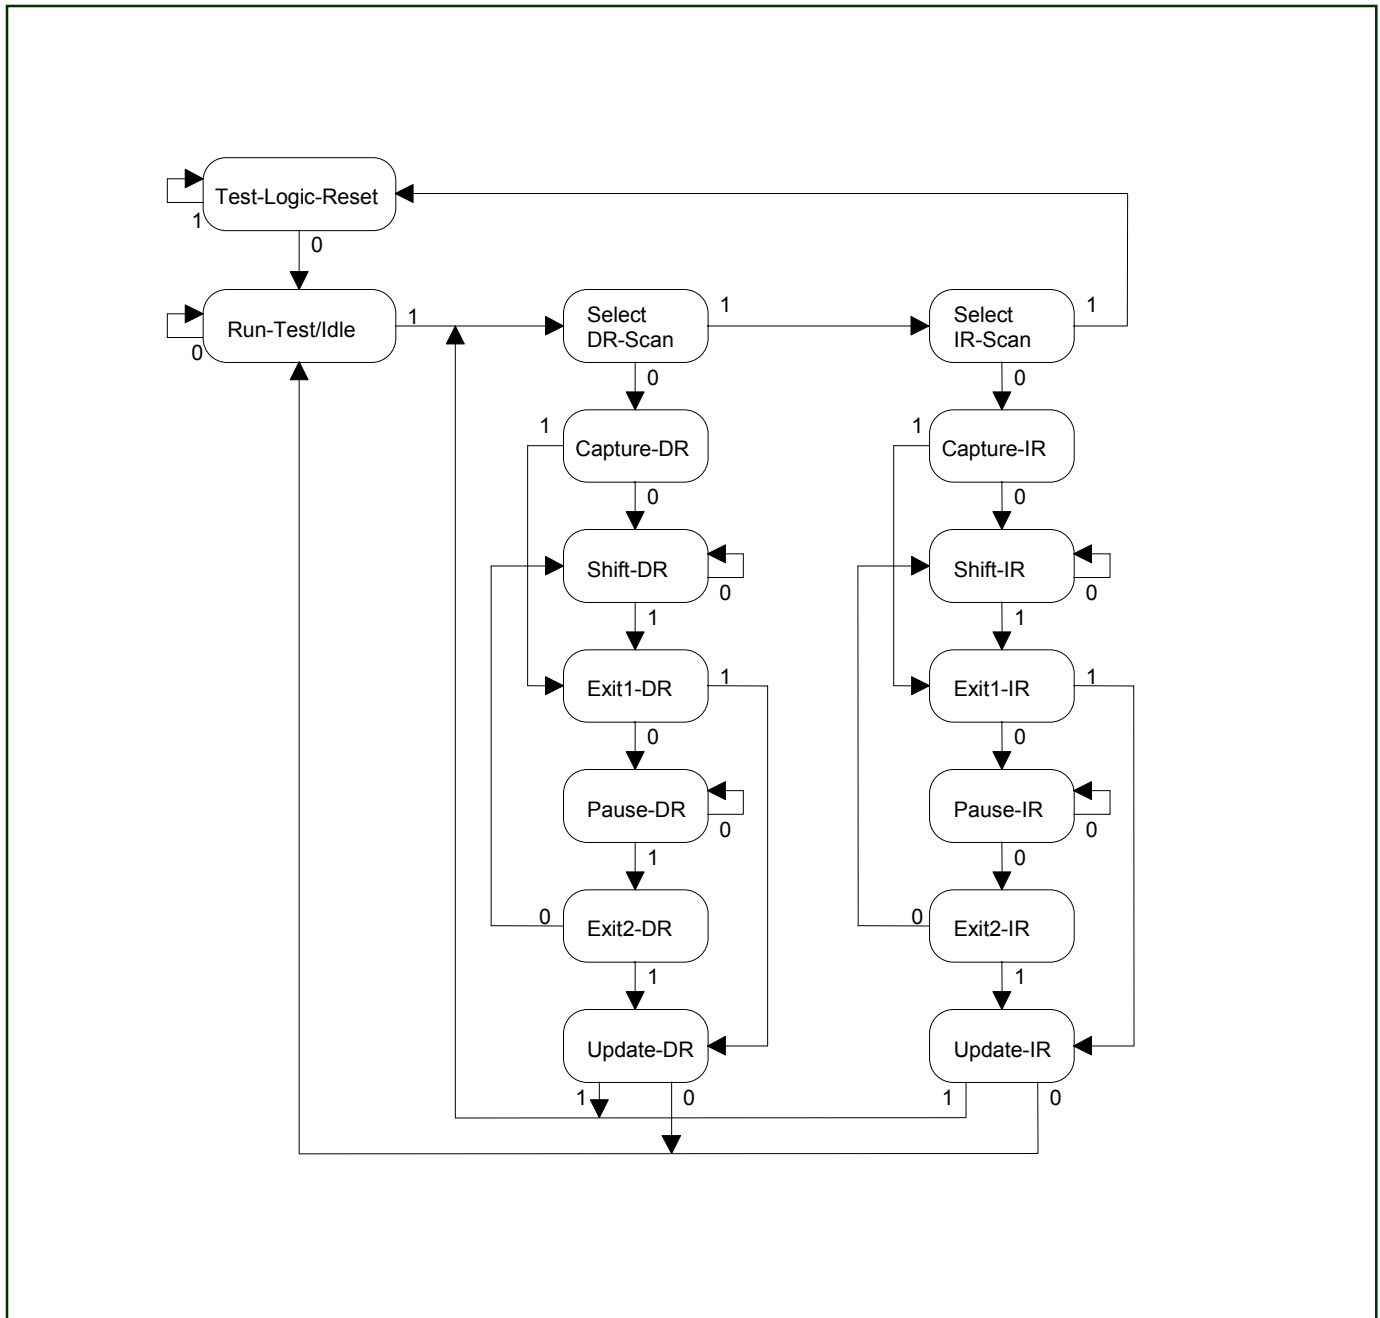 Test-Logic-Reset
1
0
Run-Test/Idle
0
1
Select
DR-Scan
1
Select
IR-Scan
1
0
0
1
Capture-DR
1
Capture-IR
0
0
Shift-DR
0
Shift-IR
0
1
1
Exit1-DR
1
Exit1-IR
1
0
0
Pause-DR
0
Pause-IR
0
1
0
0
Exit2-DR
0
Exit2-IR
1
1
Update-DR
Update-IR
1
0
1
0